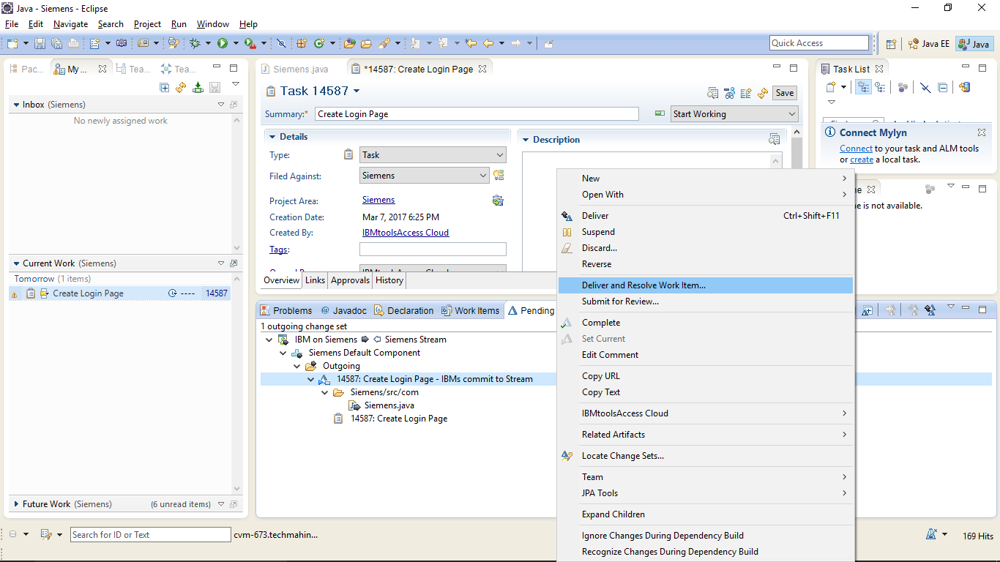 Java - Siemens - Eclipse
File Edit Navigate Search Project Run Window Help
Quick Access
Java EE
Java
Pac...
My ...
Tea...
Tea...
Inbox (Siemens)
No newly assigned work
Current Work (Siemens)
Tomorrow (1 items)
Create Login Page ---- 14587
Future Work (Siemens) (6 unread items)
Siemens.java
*14587: Create Login Page
Task 14587
Save
Summary:* Create Login Page
Start Working
Details
Type: Task
Filed Against: Siemens
Project Area: Siemens
Creation Date: Mar 7, 2017 6:25 PM
Created By: IBMtoolsAccess Cloud
Tags:
Description
Overview Links Approvals History
Problems @ Javadoc Declaration Work Items Pending
1 outgoing change set
IBM on Siemens Siemens Stream
Siemens Default Component
Outgoing
14587: Create Login Page - IBMs commit to Stream
Siemens/src/com
Siemens.java
14587: Create Login Page
New
Open With
Deliver Ctrl+Shift+F11
Suspend
Discard...
Reverse
Deliver and Resolve Work Item...
Submit for Review...
Complete
Set Current
Edit Comment
Copy URL
Copy Text
IBMtoolsAccess Cloud
Related Artifacts
Locate Change Sets...
Team
JPA Tools
Expand Children
Ignore Changes During Dependency Build
Recognize Changes During Dependency Build
Task List
Connect Mylyn
Connect to your task and ALM tools
or create a local task.
e is not available.
Search for ID or Text
cvm-673.techmahin...
169 Hits